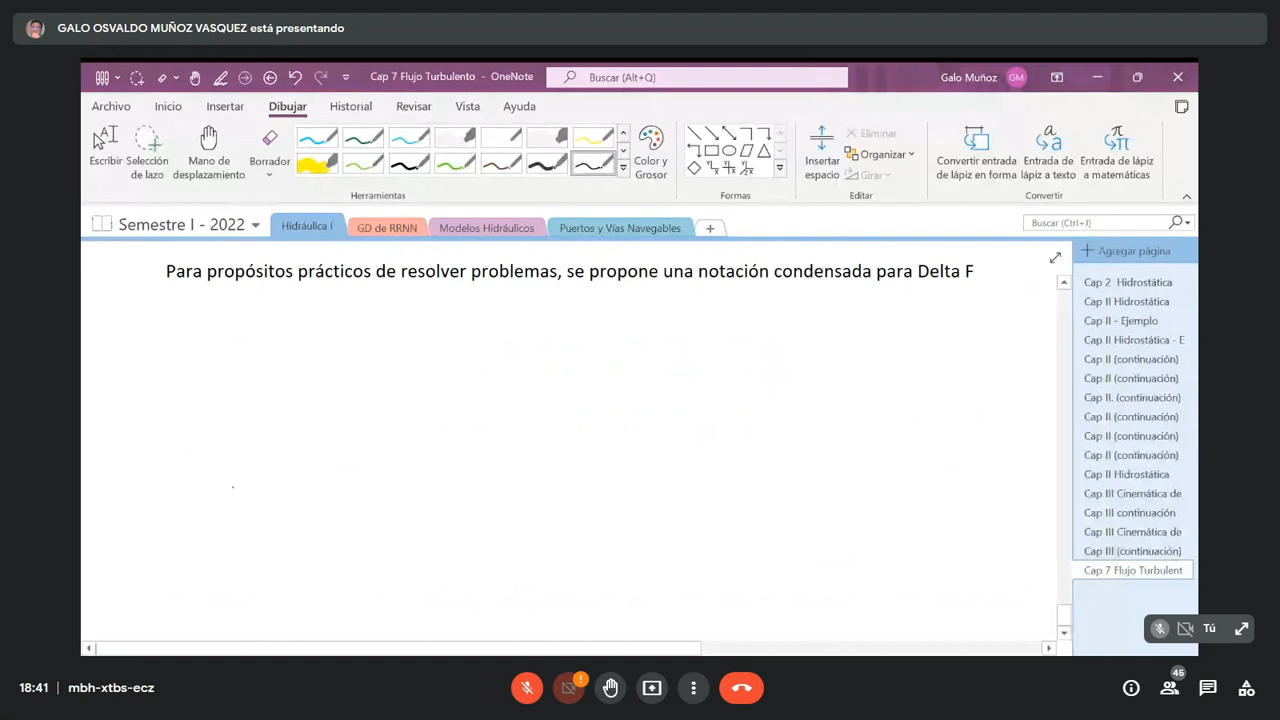 GALO OSVALDO MUÑOZ VASQUEZ está presentando
Cap 7 Flujo Turbulento - OneNote
Buscar (Alt+Q)
Galo Muñoz
GM
Archivo Inicio Insertar Dibujar Historial Revisar Vista Ayuda
Escribir
Selección de lazo
Mano de desplazamiento
Borrador
Herramientas
Color y Grosor
Formas
Insertar espacio
Eliminar
Organizar
Girar
Editar
Convertir entrada de lápiz en forma
Entrada de lápiz a texto
Entrada de lápiz a matemáticas
Convertir
Semestre I - 2022
Hidráulica I
GD de RRNN
Modelos Hidráulicos
Puertos y Vías Navegables
Buscar (Ctrl+J)
Para propósitos prácticos de resolver problemas, se propone una notación condensada para Delta F
Agregar página
Cap 2 Hidrostática
Cap II Hidrostática
Cap II - Ejemplo
Cap II Hidrostática - E
Cap II (continuación)
Cap II (continuación)
Cap II. (continuación)
Cap II (continuación)
Cap II (continuación)
Cap II (continuación)
Cap II Hidrostática
Cap III Cinemática de
Cap III continuación
Cap III Cinemática de
Cap III (continuación)
Cap 7 Flujo Turbulent
Tú
18:41 mbh-xtbs-ecz
45